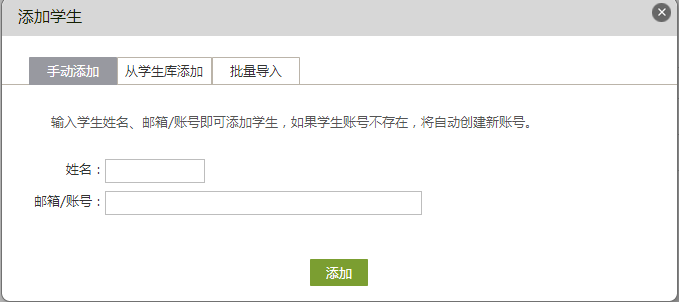 添加学生
手动添加 从学生库添加 批量导入
输入学生姓名、邮箱/账号即可添加学生，如果学生账号不存在，将自动创建新账号。
姓名：
邮箱/账号：
添加